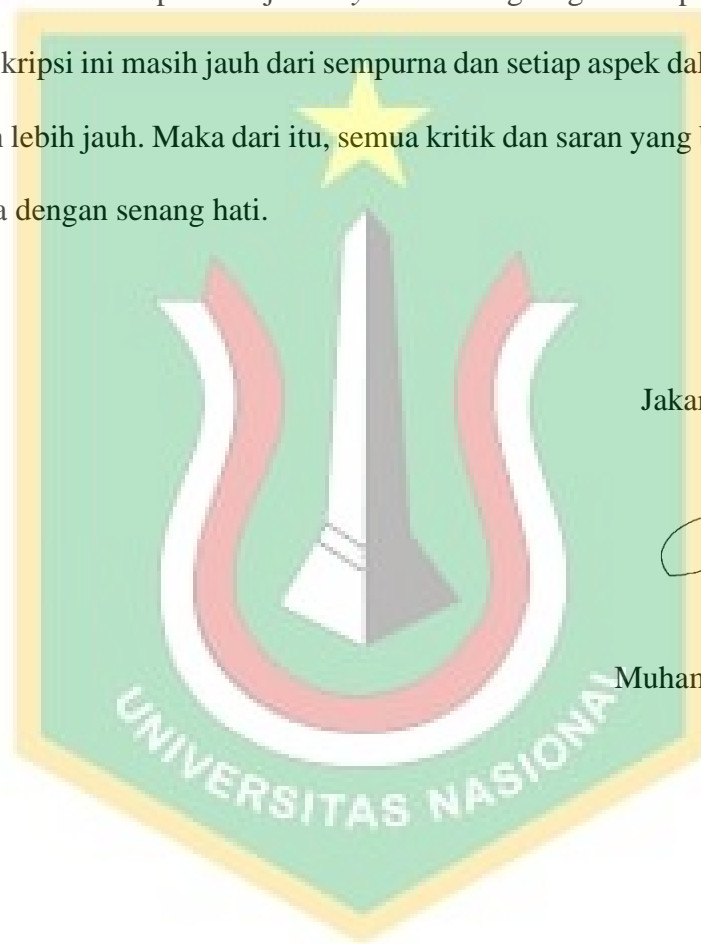 kripsi ini masih jauh dari sempurna dan setiap aspek dal
lebih jauh. Maka dari itu, semua kritik dan saran yang
a dengan senang hati.
Jakar
Muham
UNIVERSITAS NASIONAL